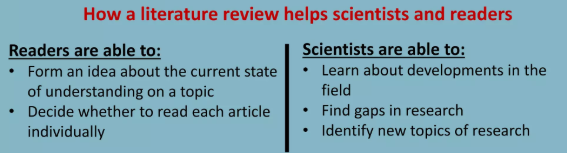 How a literature review helps scientists and readers
Readers are able to:
• Form an idea about the current state
of understanding on a topic
• Decide whether to read each article
individually
Scientists are able to:
• Learn about developments in the
field
• Find gaps in research
• Identify new topics of research